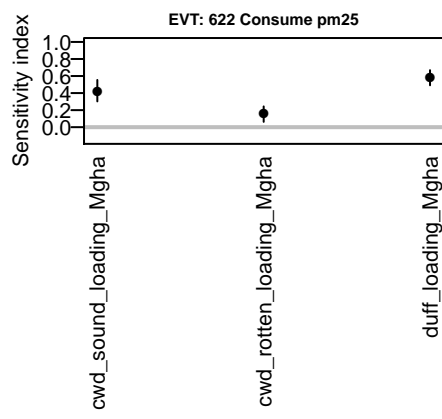 EVT: 622 Consume pm25
Sensitivity index
1.0
0.8
0.6
0.4
0.2
0.0
cwd_sound_loading_Mgha
cwd_rotten_loading_Mgha
duff_loading_Mgha